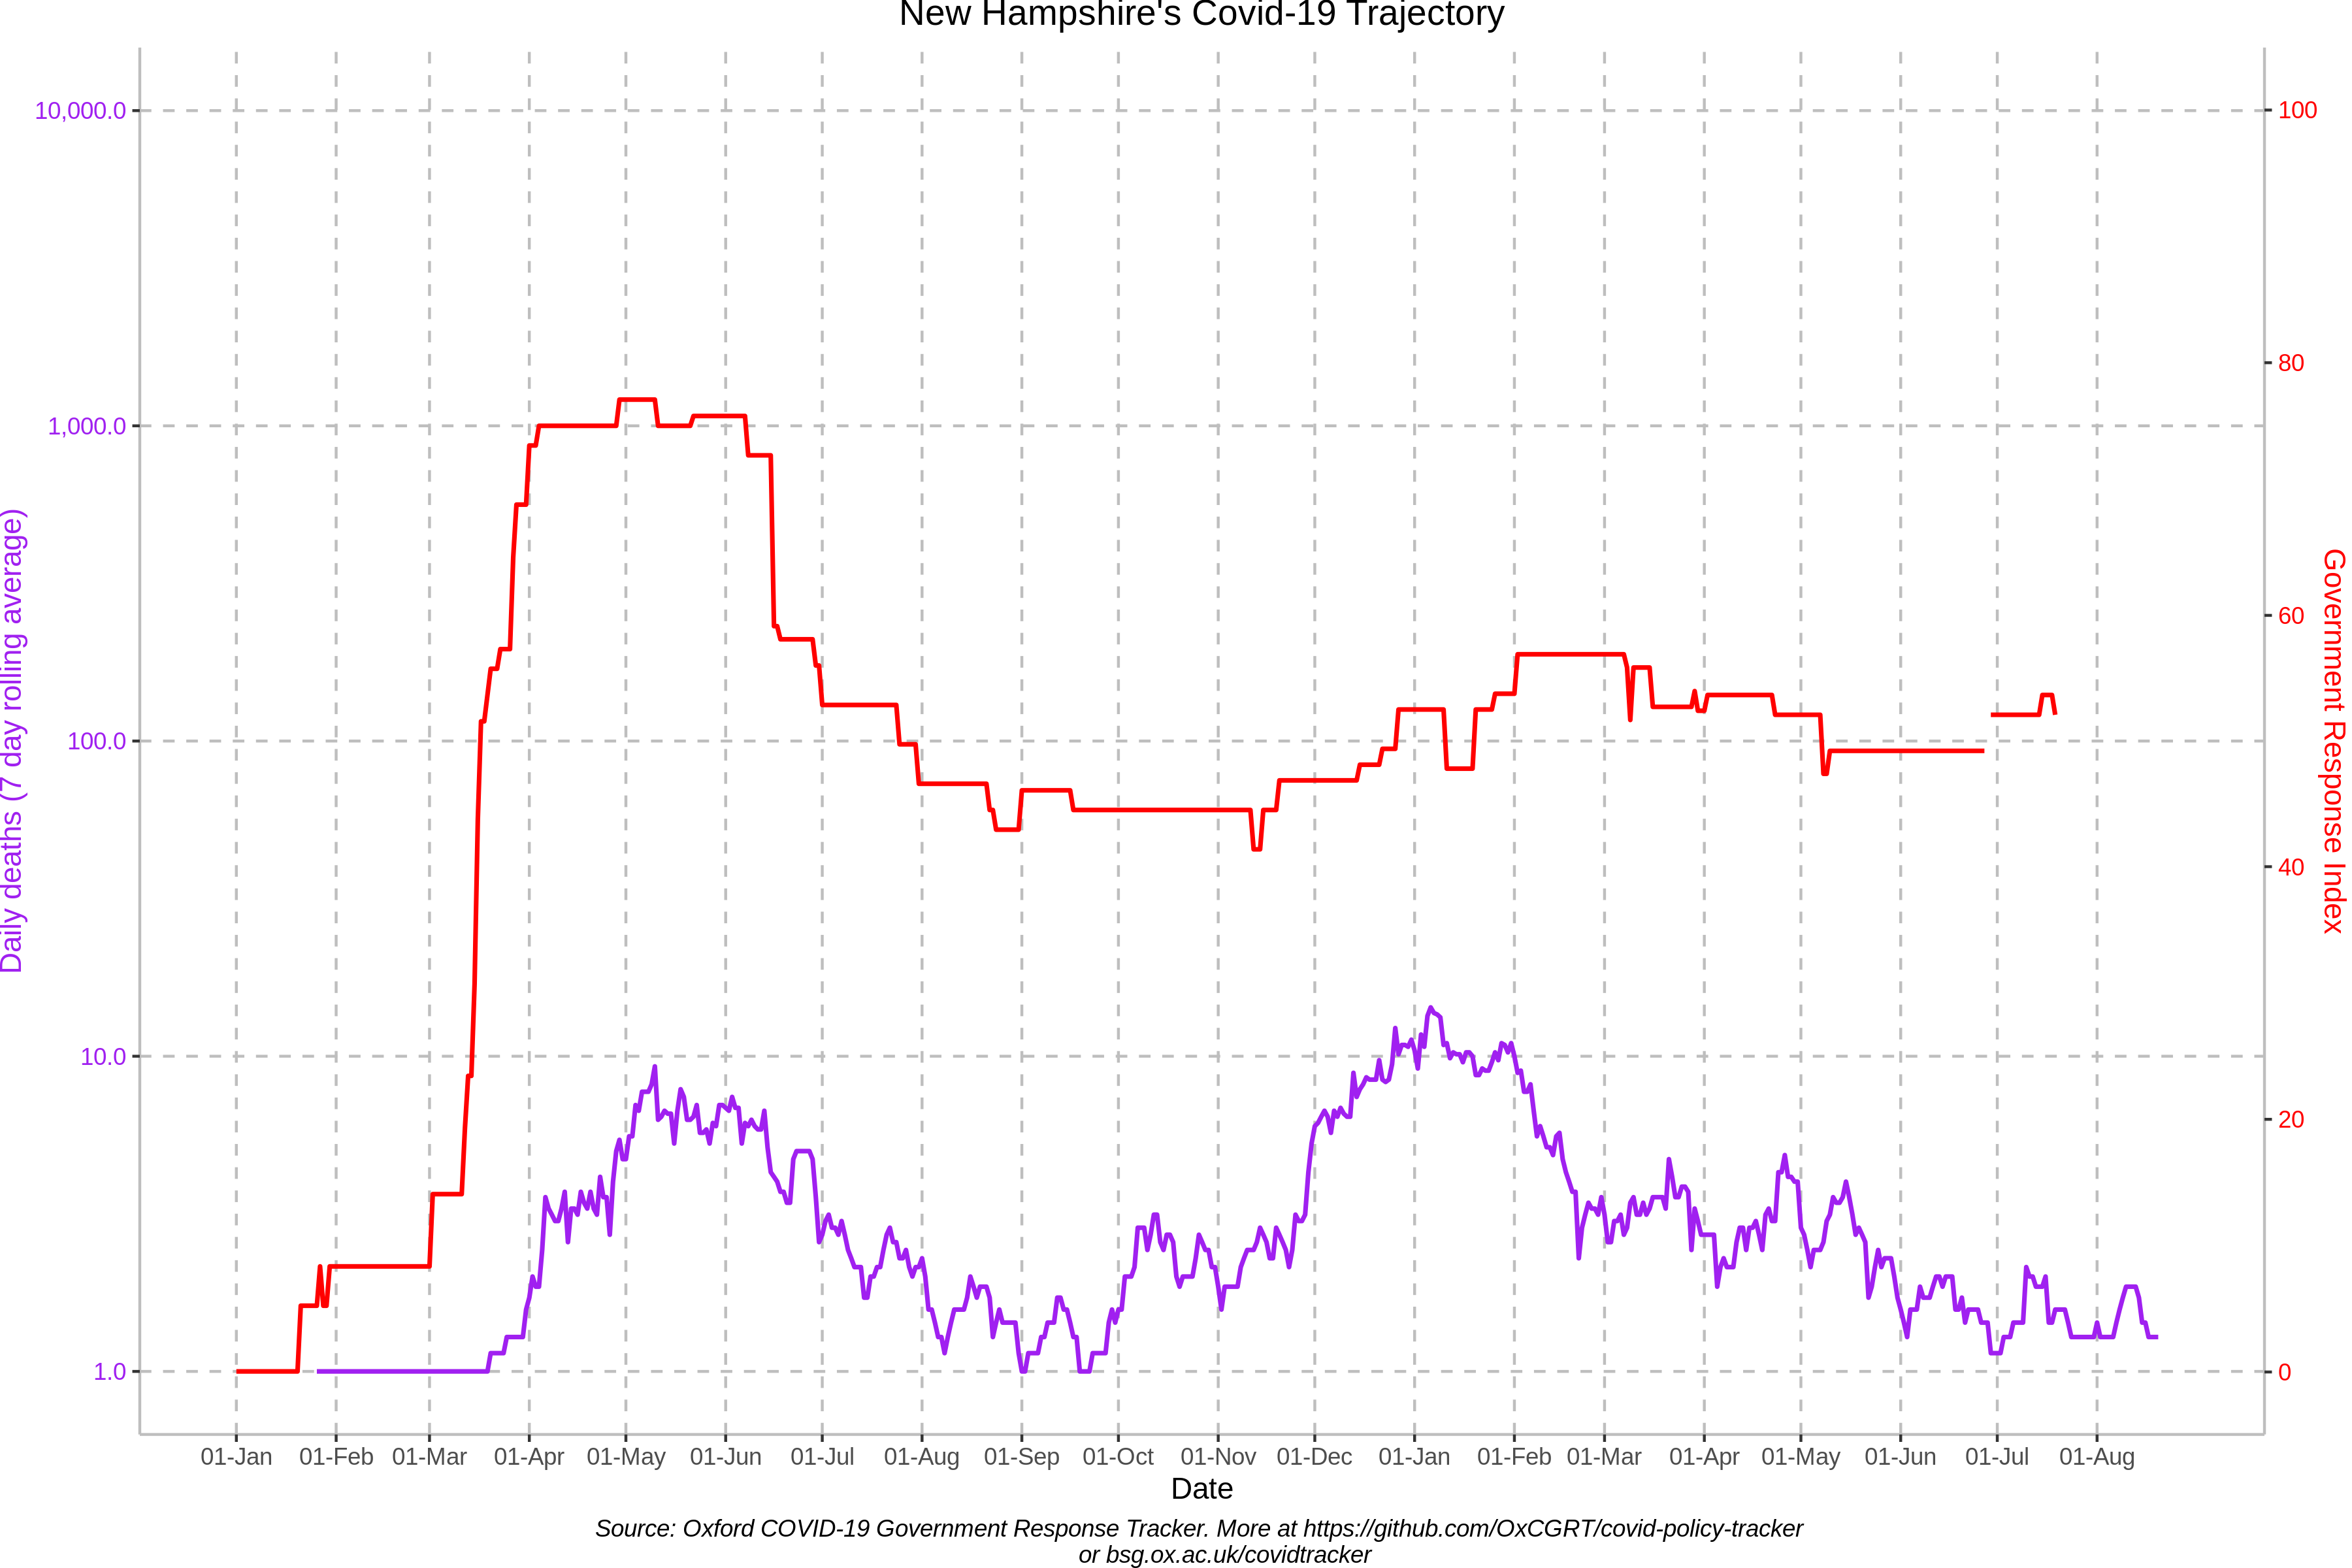 New Hampshire's Covid-19 Trajectory
10,000.0
1,000.0
100.0
10.0
1.0
Daily deaths (7 day rolling average)
100
80
60
40
20
0
Government Response Index
01-Jan 01-Feb 01-Mar 01-Apr 01-May 01-Jun 01-Jul 01-Aug 01-Sep 01-Oct 01-Nov 01-Dec 01-Jan 01-Feb 01-Mar 01-Apr 01-May 01-Jun 01-Jul 01-Aug
Date
Source: Oxford COVID-19 Government Response Tracker. More at https://github.com/OxCGRT/covid-policy-tracker
or bsg.ox.ac.uk/covidtracker